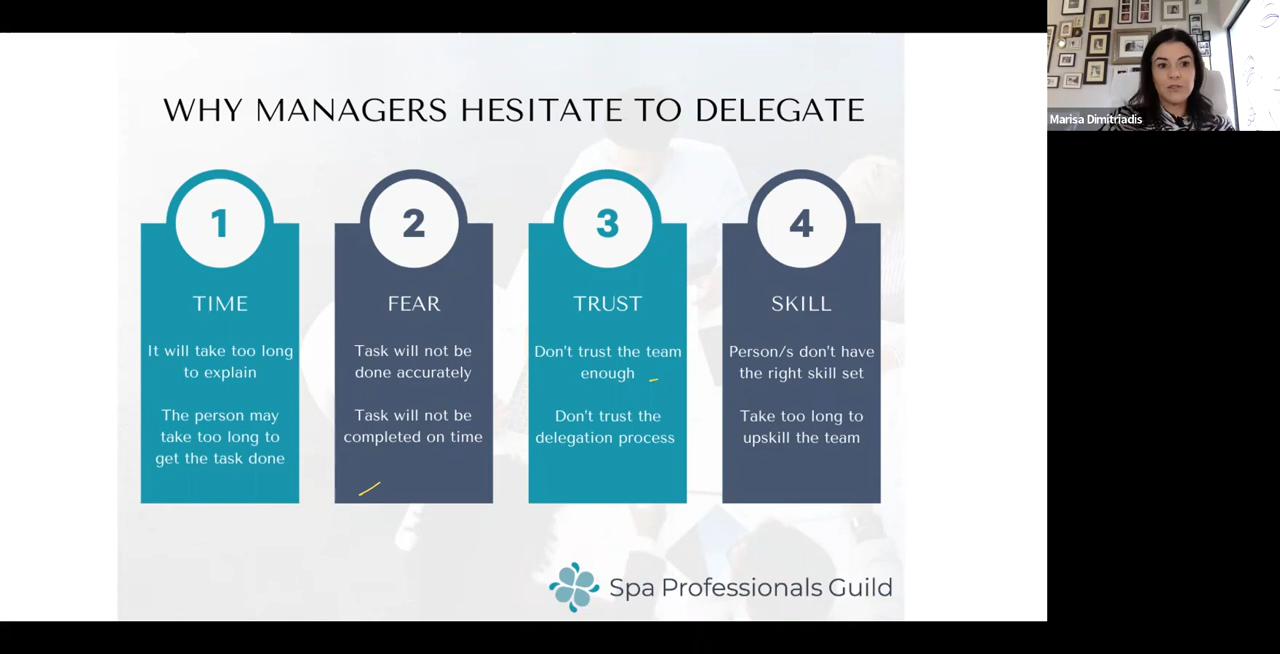 WHY MANAGERS HESITATE TO DELEGATE
1
TIME
It will take too long
to explain
The person may
take too long to
get the task done
2
FEAR
Task will not be
done accurately
Task will not be
completed on time
3
TRUST
Don't trust the team
enough
Don't trust the
delegation process
4
SKILL
Person/s don't have
the right skill set
Take too long to
upskill the team
Spa Professionals Guild
Marisa Dimitriadis